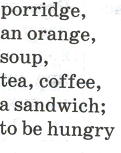 porridge,
an orange,
soup,
tea, coffee,
a sandwich;
to be hungry